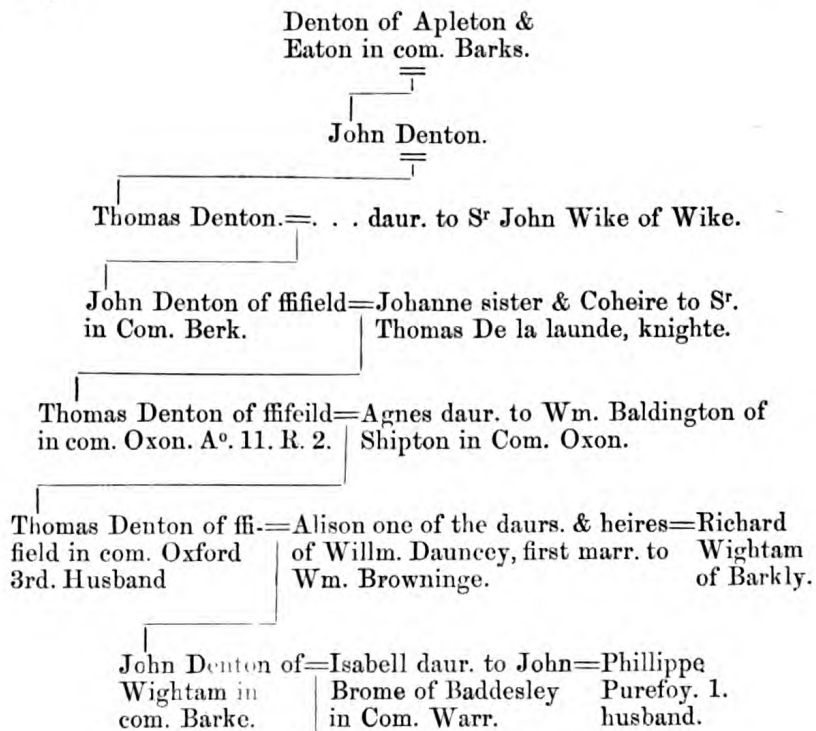 Denton of Apleton &
Eaton in com. Barks.
John Denton.
Thomas Denton.=. . . daur. to Sʳ John Wike of Wike.
John Denton of ffifield=Johanne sister & Coheire to Sʳ.
in Com. Berk. Thomas De la launde, knighte.
Thomas Denton of ffifeild=Agnes daur. to Wm. Baldington of
in com. Oxon. Aº. 11. R. 2. Shipton in Com. Oxon.
Thomas Denton of ffi-=Alison one of the daurs. & heires=Richard
field in com. Oxford of Willm. Dauncey, first marr. to Wightam
3rd. Husband Wm. Browninge. of Barkly.
John Denton of=Isabell daur. to John=Phillippe
Wightam in Brome of Baddesley Purefoy. 1.
com. Barke. in Com. Warr. husband.